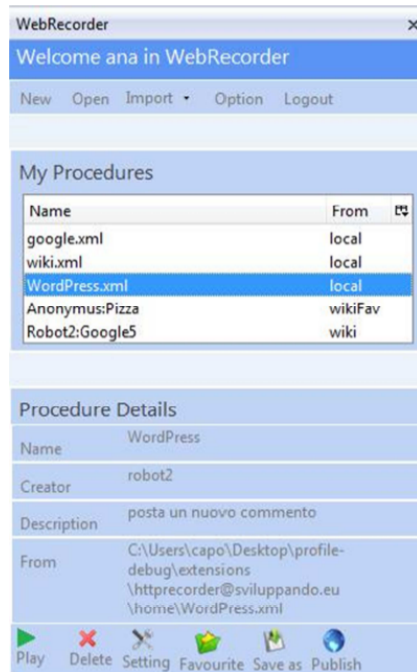 WebRecorder
Welcome ana in WebRecorder
New Open Import Option Logout
My Procedures
Name From
google.xml local
wiki.xml local
WordPress.xml local
Anonymus:Pizza wikiFav
Robot2:Google5 wiki
Procedure Details
Name WordPress
Creator robot2
Description posta un nuovo commento
From C:\Users\capo\Desktop\profile-
debug\extensions
\httprecorder@sviluppando.eu
\home\WordPress.xml
Play Delete Setting Favourite Save as Publish